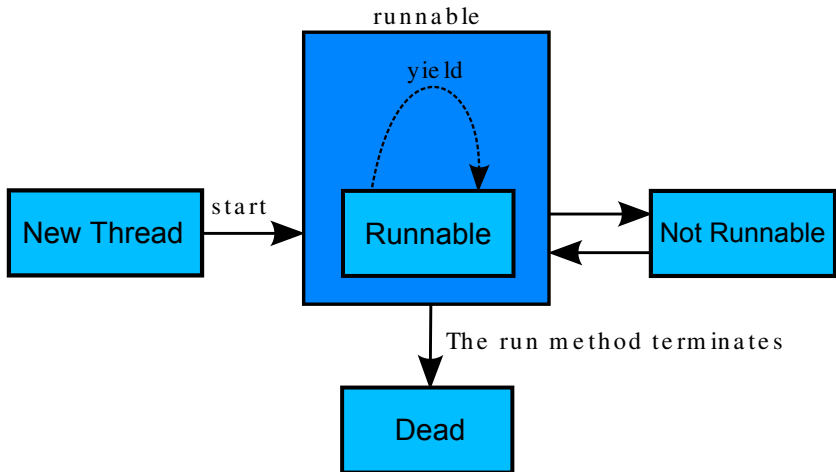 runnable
yield
start
New Thread
Runnable
Not Runnable
The run method terminates
Dead